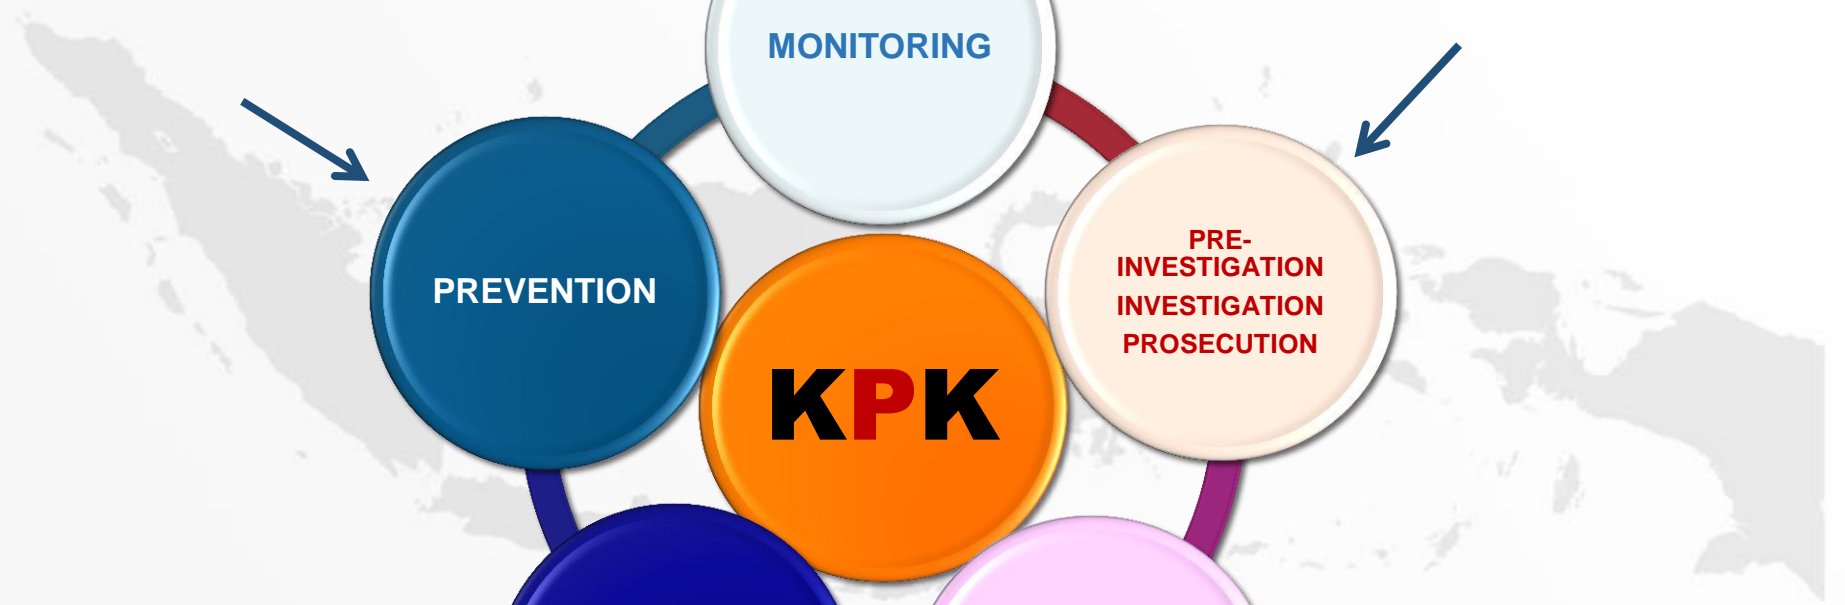 MONITORING
PREVENTION
PRE-
INVESTIGATION
INVESTIGATION
PROSECUTION
KPK